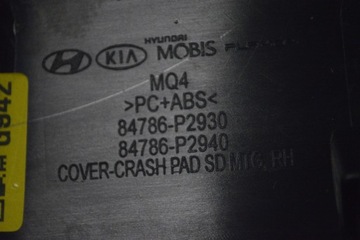 HYUNDAI
KIA MOBIS
MQ4
>PC+ABS<
84786-P2930
84786-P2940
COVER-CRASH PAD SD MTG, RH